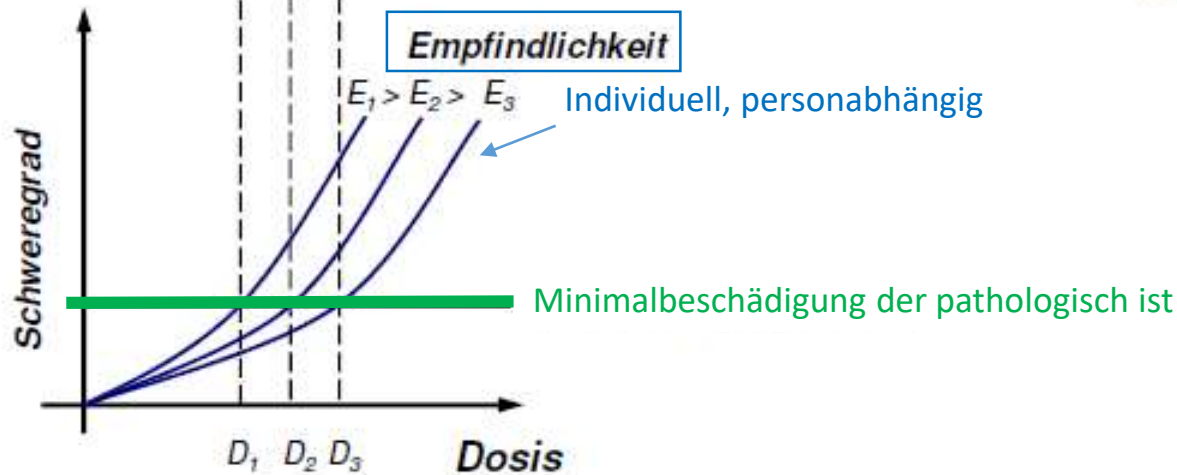 Empfindlichkeit
E₁ > E₂ > E₃
Individuell, personabhängig
Schweregrad
Minimalbeschädigung der pathologisch ist
D₁ D₂ D₃
Dosis